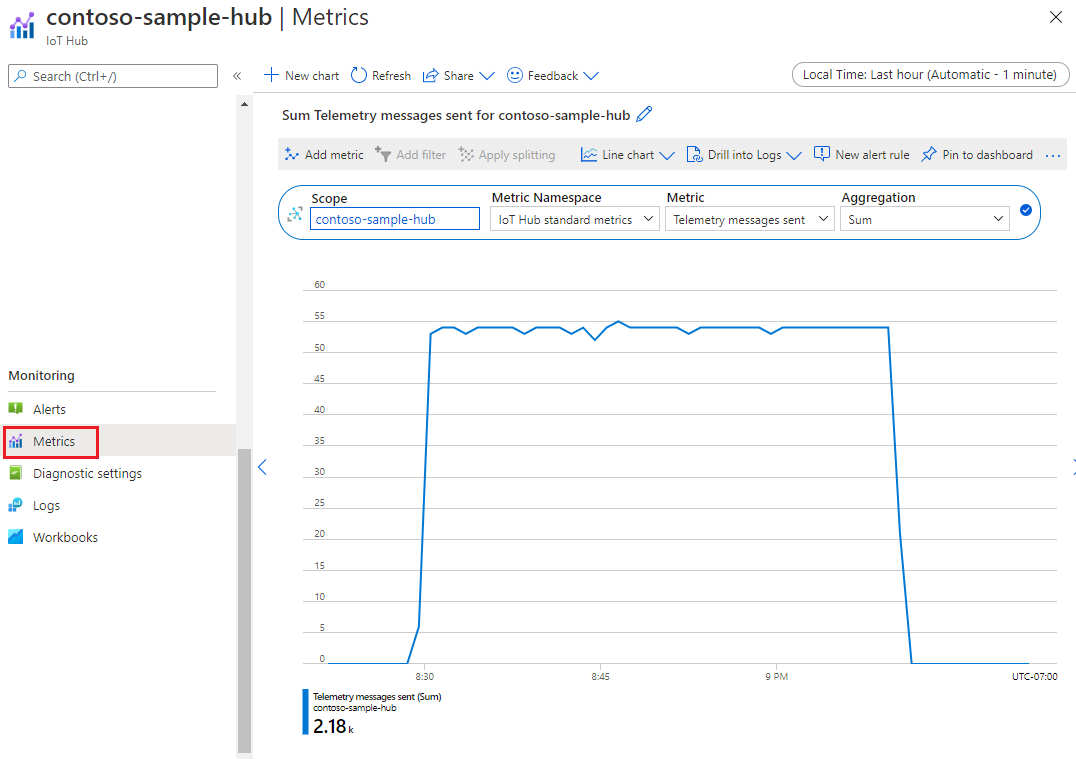 contoso-sample-hub | Metrics
IoT Hub
Search (Ctrl+/)
«
New chart
Refresh
Share
Feedback
Local Time: Last hour (Automatic - 1 minute)
Sum Telemetry messages sent for contoso-sample-hub
Add metric
Add filter
Apply splitting
Line chart
Drill into Logs
New alert rule
Pin to dashboard
...
Scope
contoso-sample-hub
Metric Namespace
IoT Hub standard metrics
Metric
Telemetry messages sent
Aggregation
Sum
Monitoring
Alerts
Metrics
Diagnostic settings
Logs
Workbooks
60
55
50
45
40
35
30
25
20
15
10
5
0
8:30
8:45
9 PM
UTC-07:00
Telemetry messages sent (Sum)
contoso-sample-hub
2.18 k